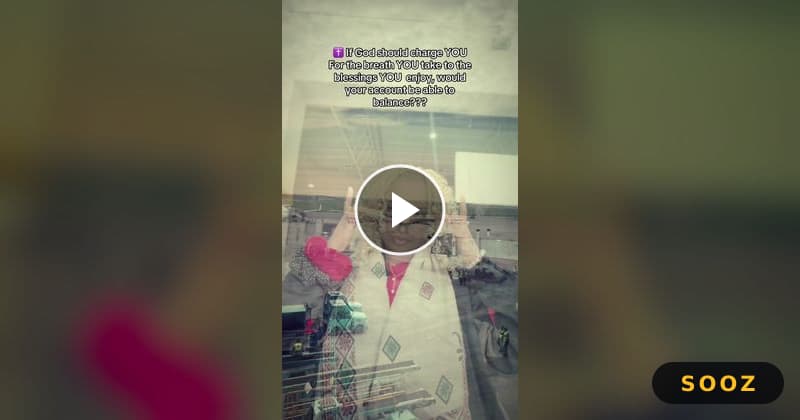 ✝️If God should charge YOU
For the breath YOU take to the
blessings YOU enjoy, would
your account be able to
balance???
SOOZ